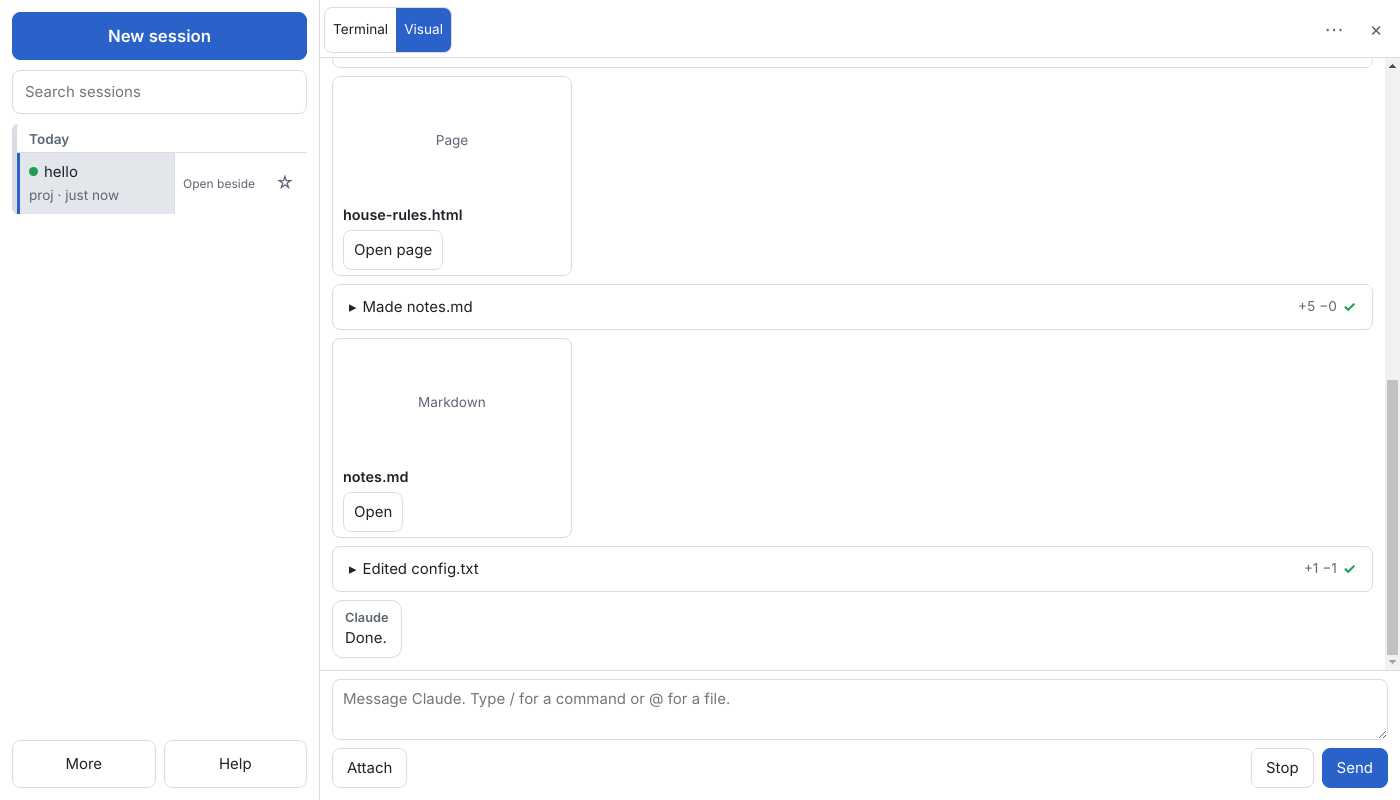 New session
Search sessions
Today
hello
proj · just now
Open beside
Terminal
Visual
Page
house-rules.html
Open page
Made notes.md
+5 −0
Markdown
notes.md
Open
Edited config.txt
+1 −1
Claude
Done.
Message Claude. Type / for a command or @ for a file.
Attach
Stop
Send
More
Help